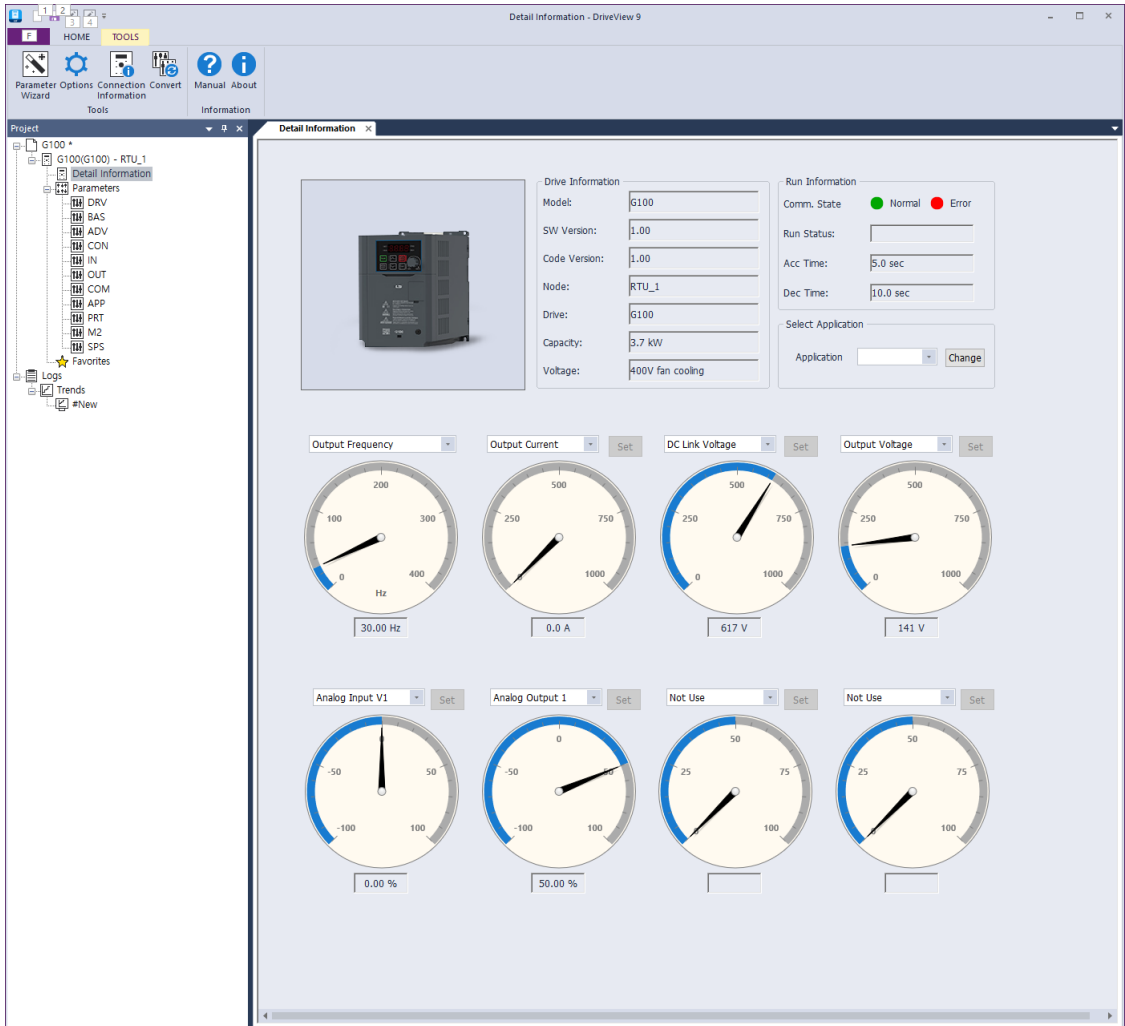 1 2 3 4
Detail Information - DriveView 9
F HOME TOOLS
Parameter Wizard
Options
Connection Information
Convert
Manual
About
Tools
Information
Project
Detail Information
G100 *
G100(G100) - RTU_1
Detail Information
Parameters
DRV
BAS
ADV
CON
IN
OUT
COM
APP
PRT
M2
SPS
Favorites
Logs
Trends
#New
Drive Information
Model: G100
SW Version: 1.00
Code Version: 1.00
Node: RTU_1
Drive: G100
Capacity: 3.7 kW
Voltage: 400V fan cooling
Run Information
Comm. State Normal Error
Run Status:
Acc Time: 5.0 sec
Dec Time: 10.0 sec
Select Application
Application Change
Output Frequency
0 100 200 300 400
Hz
30.00 Hz
Output Current Set
0 250 500 750 1000
0.0 A
DC Link Voltage Set
0 250 500 750 1000
617 V
Output Voltage Set
0 250 500 750 1000
141 V
Analog Input V1 Set
-100 -50 0 50 100
0.00 %
Analog Output 1 Set
-100 -50 0 50 100
50.00 %
Not Use Set
0 25 50 75 100
Not Use Set
0 25 50 75 100